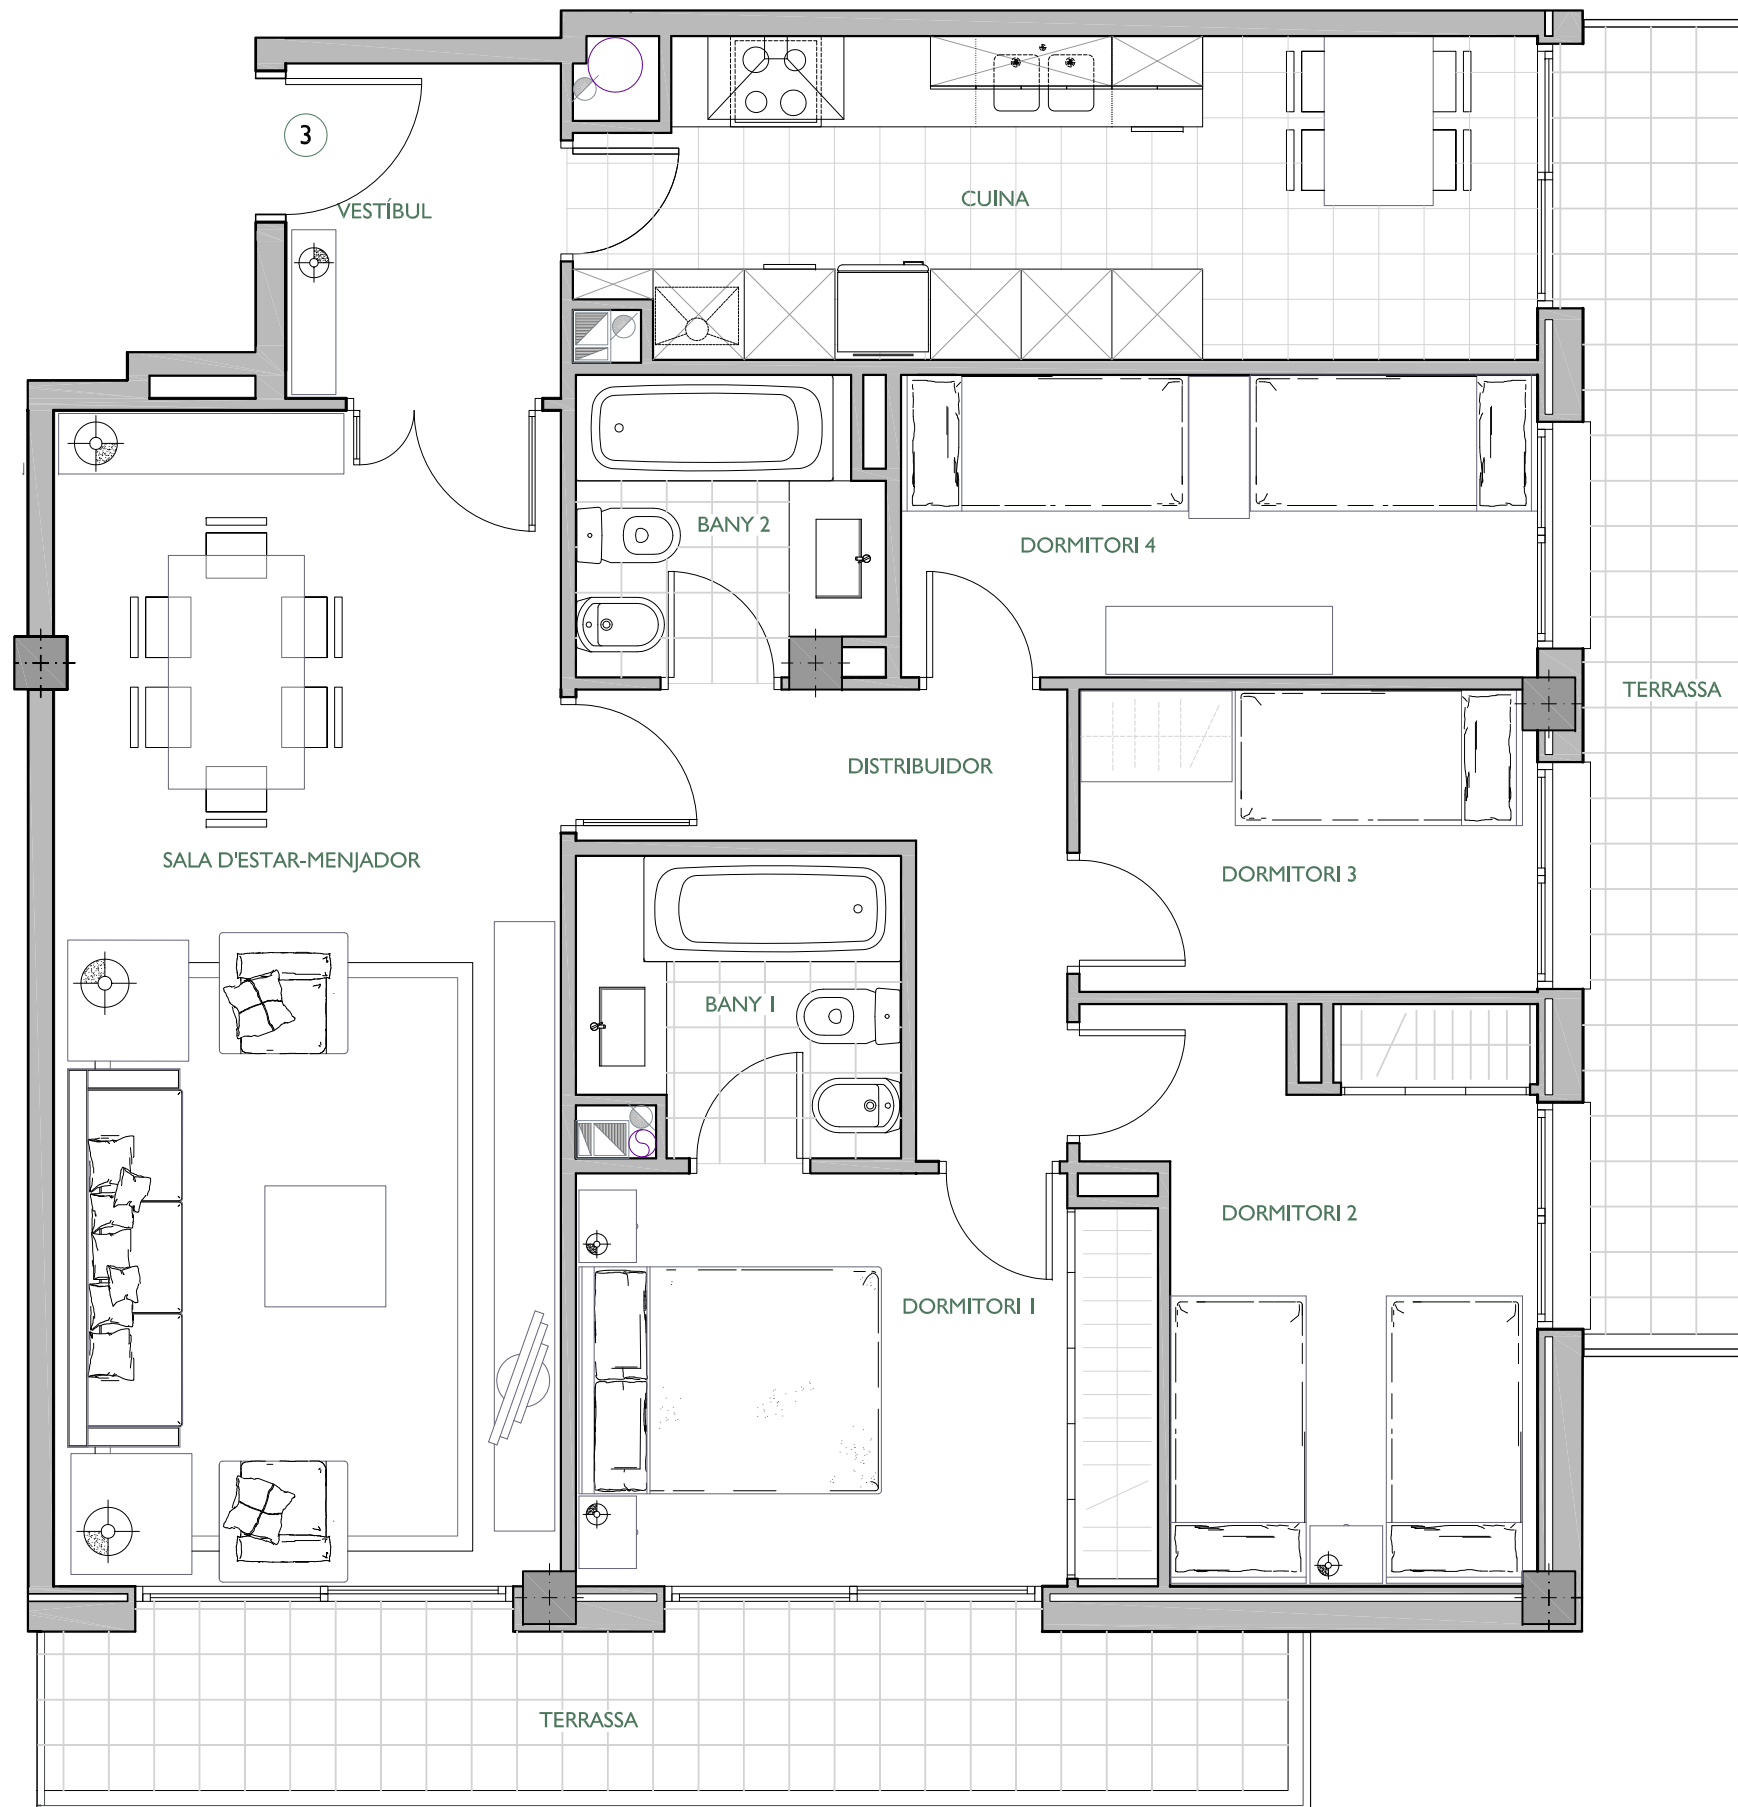 3
VESTÍBUL
CUINA
BANY 2
DORMITORI 4
TERRASSA
DISTRIBUIDOR
SALA D'ESTAR-MENJADOR
DORMITORI 3
BANY 1
DORMITORI 2
DORMITORI 1
TERRASSA